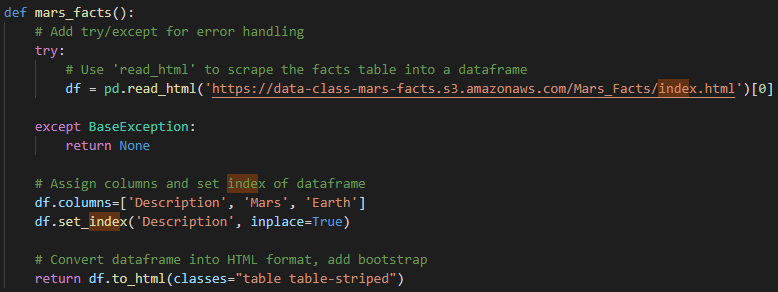 def mars_facts():
    # Add try/except for error handling
    try:
        # Use 'read_html' to scrape the facts table into a dataframe
        df = pd.read_html('https://data-class-mars-facts.s3.amazonaws.com/Mars_Facts/index.html')[0]

    except BaseException:
        return None

    # Assign columns and set index of dataframe
    df.columns=['Description', 'Mars', 'Earth']
    df.set_index('Description', inplace=True)

    # Convert dataframe into HTML format, add bootstrap
    return df.to_html(classes="table table-striped")